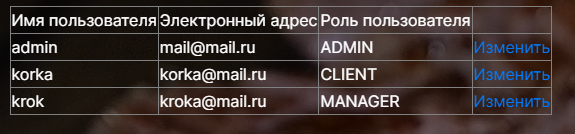 Имя пользователя Электронный адрес Роль пользователя
admin mail@mail.ru ADMIN Изменить
korka korka@mail.ru CLIENT Изменить
krok kroka@mail.ru MANAGER Изменить